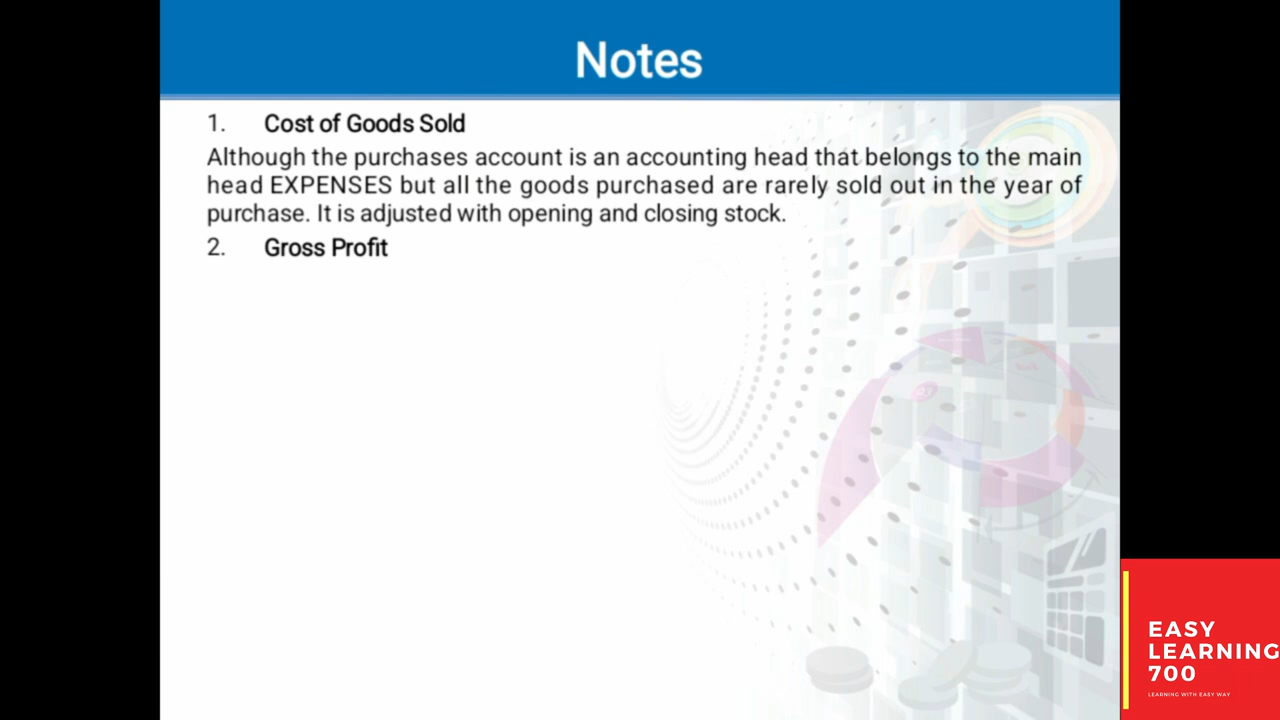 Notes
1. Cost of Goods Sold
Although the purchases account is an accounting head that belongs to the main
head EXPENSES but all the goods purchased are rarely sold out in the year of
purchase. It is adjusted with opening and closing stock.
2. Gross Profit
EASY
LEARNING
700
LEARNING WITH EASY WAY